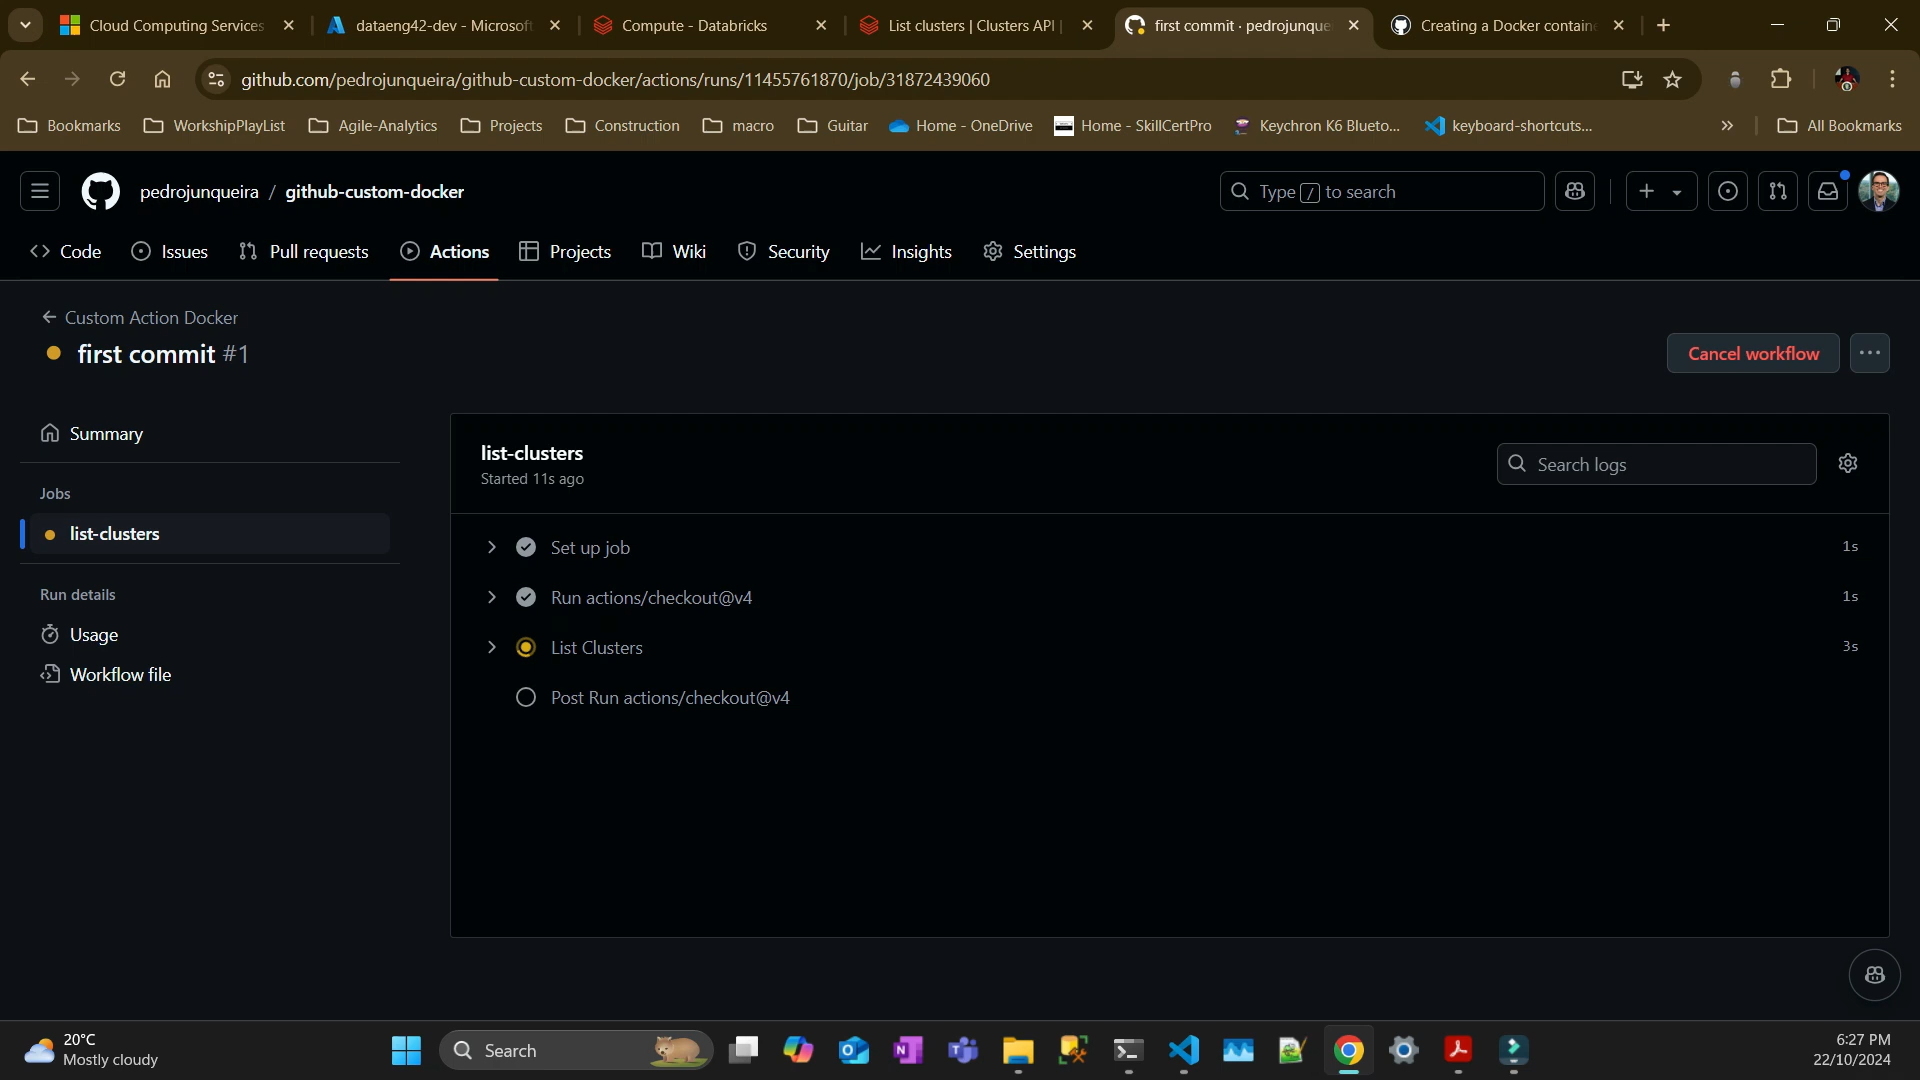 Cloud Computing Services
dataeng42-dev - Microsoft
Compute - Databricks
List clusters | Clusters API |
first commit · pedrojunque
Creating a Docker containe
github.com/pedrojunqueira/github-custom-docker/actions/runs/11455761870/job/31872439060
Bookmarks
WorkshipPlayList
Agile-Analytics
Projects
Construction
macro
Guitar
Home - OneDrive
Home - SkillCertPro
Keychron K6 Blueto...
keyboard-shortcuts...
All Bookmarks
pedrojunqueira / github-custom-docker
Type / to search
Code
Issues
Pull requests
Actions
Projects
Wiki
Security
Insights
Settings
Custom Action Docker
first commit #1
Cancel workflow
Summary
Jobs
list-clusters
Run details
Usage
Workflow file
list-clusters
Started 11s ago
Search logs
Set up job
1s
Run actions/checkout@v4
1s
List Clusters
3s
Post Run actions/checkout@v4
20°C
Mostly cloudy
Search
6:27 PM
22/10/2024